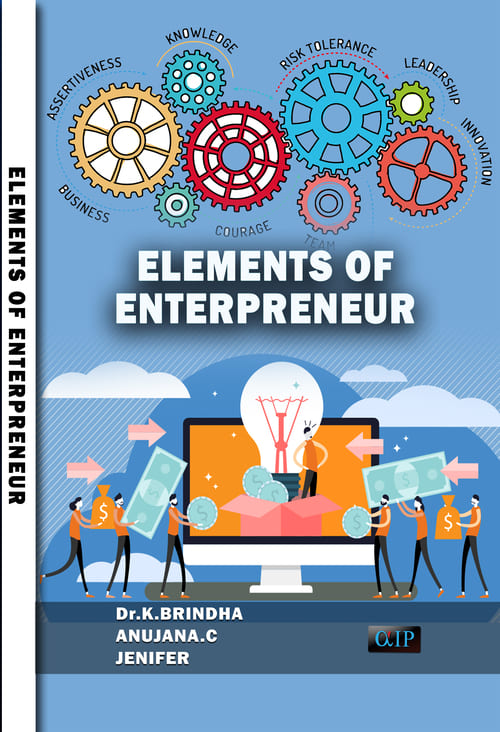 ELEMENTS OF ENTERPRENEUR
KNOWLEDGE
RISK TOLERANCE
ASSERTIVENESS
LEADERSHIP
INNOVATION
BUSINESS
COURAGE
TEAM
ELEMENTS OF
ENTERPRENEUR
Dr.K.BRINDHA
ANUJANA.C
JENIFER
αIP